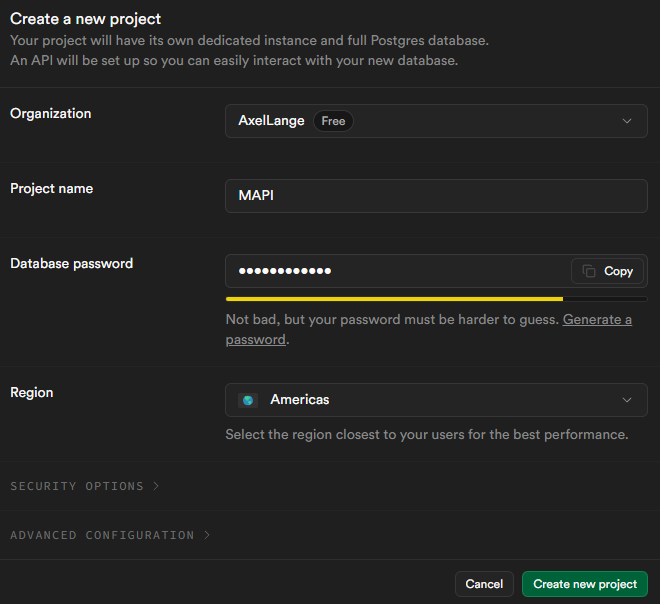 Create a new project
Your project will have its own dedicated instance and full Postgres database.
An API will be set up so you can easily interact with your new database.
Organization
AxelLange Free
Project name
MAPI
Database password
●●●●●●●●●●●● Copy
Not bad, but your password must be harder to guess. Generate a
password.
Region
Americas
Select the region closest to your users for the best performance.
SECURITY OPTIONS >
ADVANCED CONFIGURATION >
Cancel Create new project